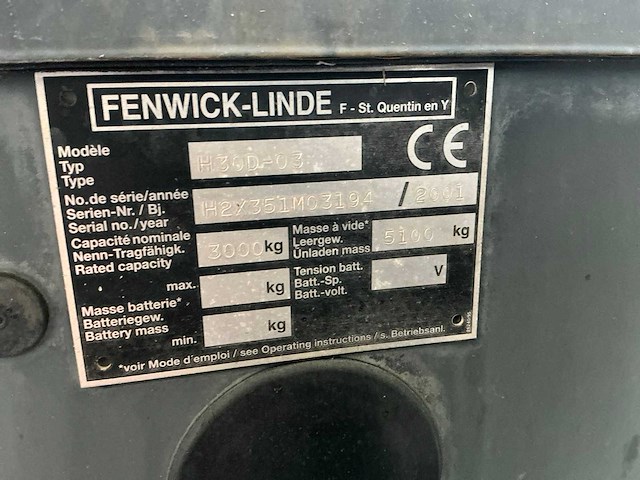 FENWICK-LINDE F - St. Quentin en Y
Modèle
Typ H30D-03
Type
CE
No.de série/année
Serien-Nr. / Bj. H2X351M03194 / 2001
Serial no./year
Capacité nominale
Nenn-Tragfähigk. 3000 kg
Rated capacity
Masse à vide*
Leergew. 5100 kg
Unladen mass
max. kg
Tension batt.
Batt.-Sp. V
Batt.-volt.
Masse batterie*
Batteriegew.
Battery mass min. kg
*voir Mode d'emploi / see Operating instructions / s. Betriebsanl.